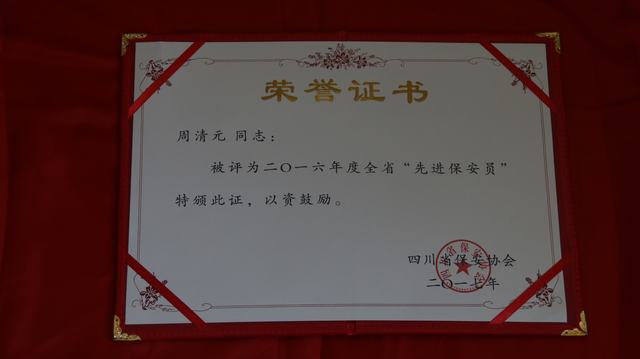 荣誉证书
周清元 同志：
被评为二〇一六年度全省“先进保安员”
特颁此证，以资鼓励。
四川省保安协会
二〇一七年